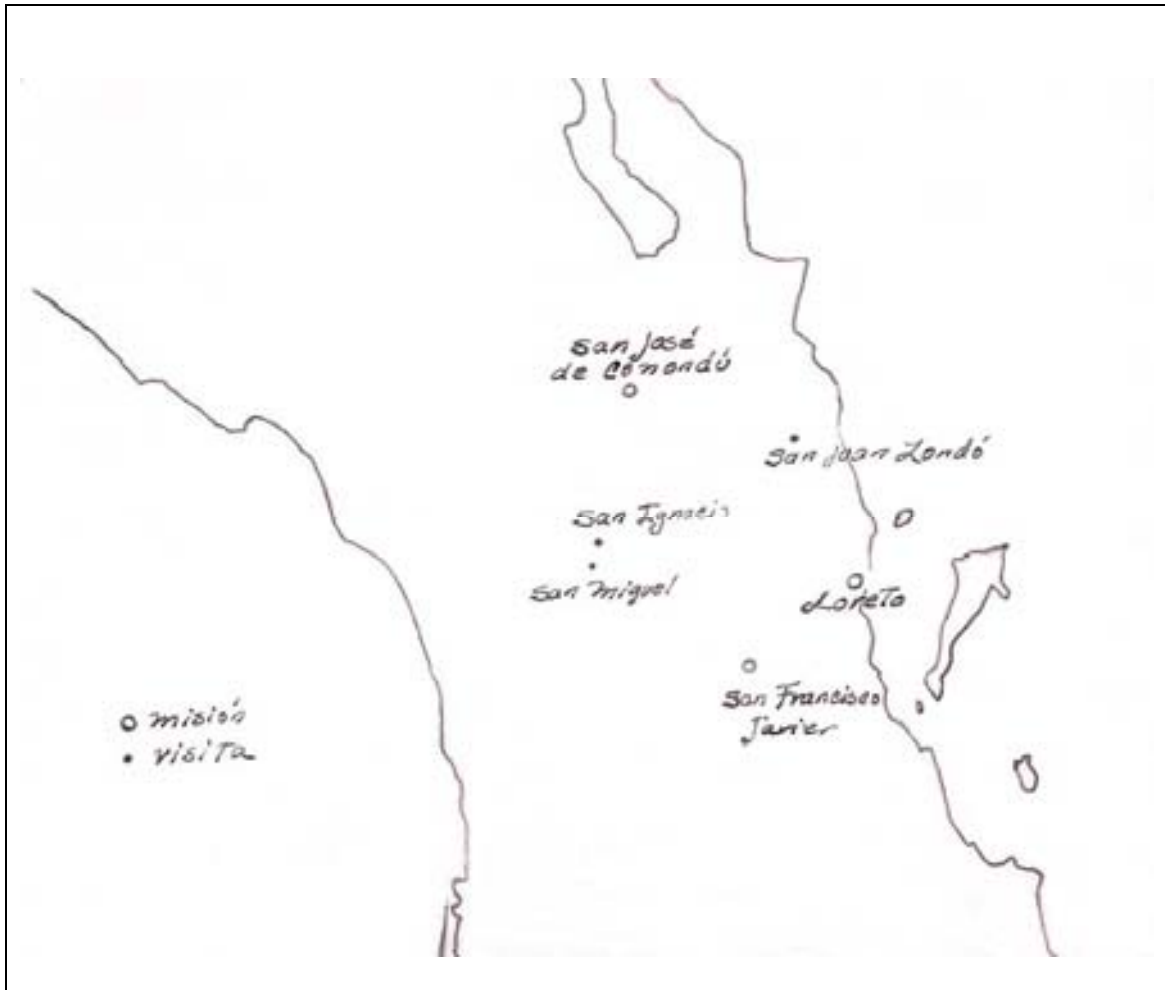 San José
de Comondú
San Juan Londó
San Ignacio
San Miguel
Loreto
San Francisco
Javier
misión
visita